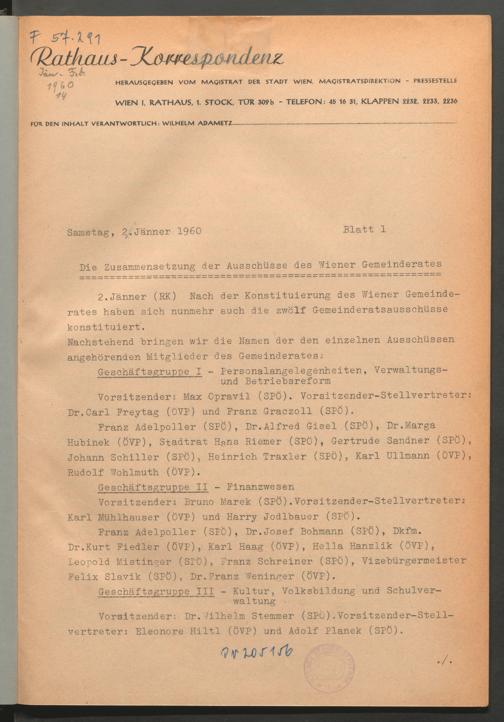 F 57.291
Rathaus-Korrespondenz
Jän-Feb
1960
14
HERAUSGEGEBEN VOM MAGISTRAT DER STADT WIEN, MAGISTRATSDIREKTION - PRESSESTELLE
WIEN I, RATHAUS, 1. STOCK, TÜR 309b - TELEFON: 45 16 31, KLAPPEN 2232, 2233, 2236
FÜR DEN INHALT VERANTWORTLICH: WILHELM ADAMETZ
Samstag, 2.Jänner 1960 Blatt 1
Die Zusammensetzung der Ausschüsse des Wiener Gemeinderates
2.Jänner (RK) Nach der Konstituierung des Wiener Gemeinde-
rates haben sich nunmehr auch die zwölf Gemeinderatsausschüsse
konstituiert.
Nachstehend bringen wir die Namen der den einzelnen Ausschüssen
angehörenden Mitglieder des Gemeinderates:
Geschäftsgruppe I - Personalangelegenheiten, Verwaltungs-
und Betriebsreform
Vorsitzender: Max Opravil (SPÖ). Vorsitzender-Stellvertreter:
Dr.Carl Freytag (ÖVP) und Franz Graczoll (SPÖ).
Franz Adelpoller (SPÖ), Dr.Alfred Gisel (SPÖ), Dr.Marga
Hubinek (ÖVP), Stadtrat Hans Riemer (SPÖ), Gertrude Sandner (SPÖ),
Johann Schiller (SPÖ), Heinrich Traxler (SPÖ), Karl Ullmann (ÖVP),
Rudolf Wohlmuth (ÖVP).
Geschäftsgruppe II - Finanzwesen
Vorsitzender: Bruno Marek (SPÖ).Vorsitzender-Stellvertreter:
Karl Mühlhauser (ÖVP) und Harry Jodlbauer (SPÖ).
Franz Adelpoller (SPÖ), Dr.Josef Bohmann (SPÖ), Dkfm.
Dr.Kurt Fiedler (ÖVP), Karl Haag (ÖVP), Hella Hanzlik (ÖVP),
Leopold Mistinger (SPÖ), Franz Schreiner (SPÖ), Vizebürgermeister
Felix Slavik (SPÖ), Dr.Franz Weninger (ÖVP).
Geschäftsgruppe III - Kultur, Volksbildung und Schulver-
waltung
Vorsitzender: Dr.Wilhelm Stemmer (SPÖ).Vorsitzender-Stell-
vertreter: Eleonore Hiltl (ÖVP) und Adolf Planek (SPÖ).
205156
./.